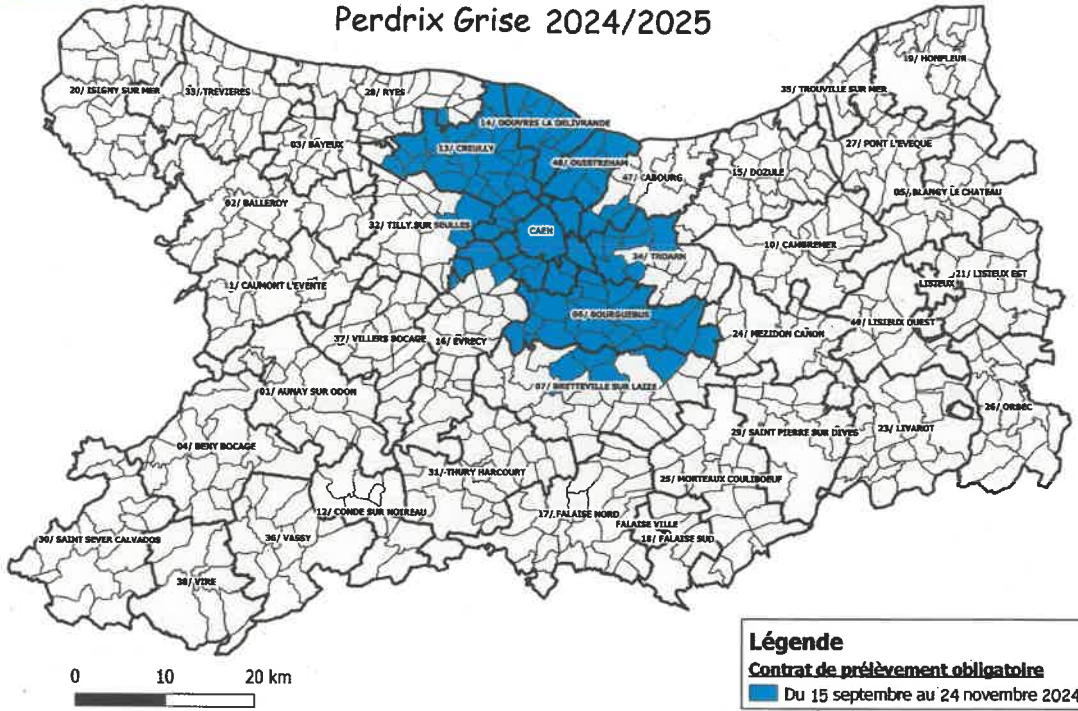 Perdrix Grise 2024/2025
19/ HONFLEUR
20/ ISIGNY SUR MER
33/ TREVIERES
28/ RYES
35/ TROUVILLE SUR MER
14/ DOUVRES LA DELIVRANDE
03/ BAYEUX
13/ CREULLY
27/ PONT L'EVEQUE
48/ OUISTREHAM
47/ CABOURG
15/ DOZULE
05/ BLANGY LE CHATEAU
02/ BALLEROY
32/ TILLY SUR SEULLES
CAEN
10/ CAMBREMER
34/ TROARN
21/ LISIEUX EST
LISIEUX
11/ CAUMONT L'EVENTE
06/ BOURGUEBUS
40/ LISIEUX OUEST
24/ MEZIDON CANON
37/ VILLERS BOCAGE
16/ EVRECY
07/ BRETTEVILLE SUR LAIZE
01/ AUNAY SUR ODON
26/ ORBEC
23/ LIVAROT
29/ SAINT PIERRE SUR DIVES
04/ BENY BOCAGE
31/ THURY HARCOURT
25/ MORTEAUX COULIBOEUF
12/ CONDE SUR NOIREAU
17/ FALAISE NORD
FALAISE VILLE
18/ FALAISE SUD
30/ SAINT SEVER CALVADOS
36/ VASSY
38/ VIRE
0 10 20 km
Légende
Contrat de prélèvement obligatoire
Du 15 septembre au 24 novembre 2024